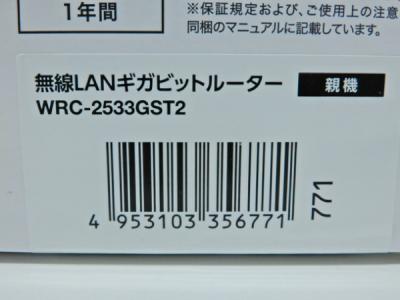 1年間
※保証規定および、ご使用上の注意
同梱のマニュアルに記載しています。
無線LANギガビットルーター 親機
WRC-2533GST2
4 953103 356771
771